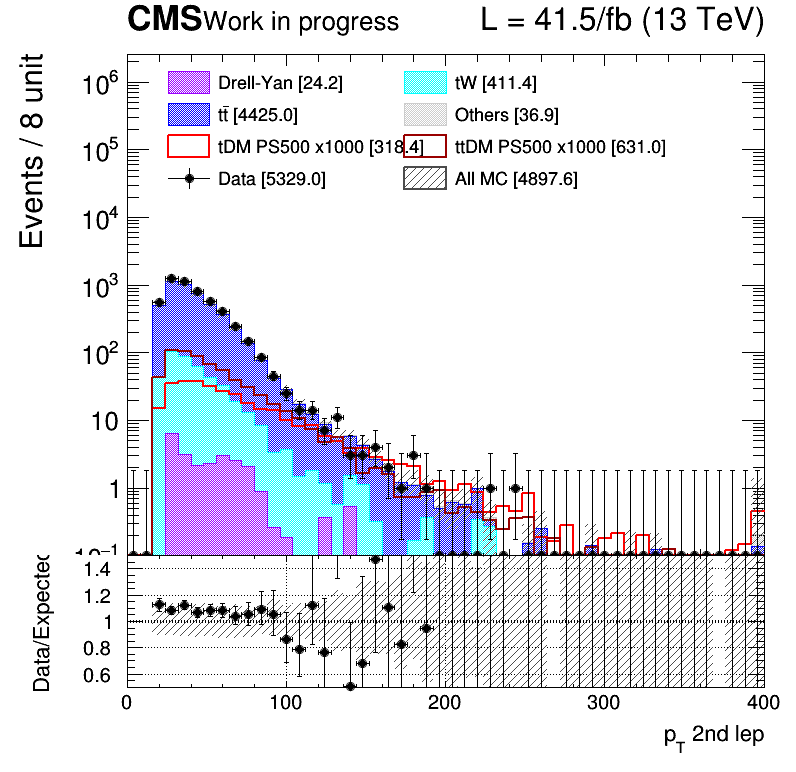 CMS Work in progress L = 41.5/fb (13 TeV)
Events / 8 unit
Drell-Yan [24.2] tW [411.4]
tt̄ [4425.0] Others [36.9]
tDM PS500 x1000 [318.4] ttDM PS500 x1000 [631.0]
Data [5329.0] All MC [4897.6]
10⁶
10⁵
10⁴
10³
10²
10
1
10⁻¹
Data/Expected
1.4
1.2
1
0.8
0.6
0 100 200 300 400
p_T 2nd lep